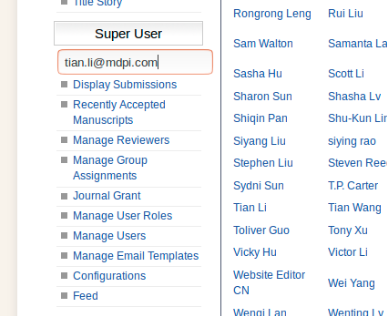 Title Story
Super User
tian.li@mdpi.com
Display Submissions
Recently Accepted
Manuscripts
Manage Reviewers
Manage Group
Assignments
Journal Grant
Manage User Roles
Manage Users
Manage Email Templates
Configurations
Feed
Rongrong Leng Rui Liu
Sam Walton Samanta La
Sasha Hu Scott Li
Sharon Sun Shasha Lv
Shiqin Pan Shu-Kun Lin
Siyang Liu siying rao
Stephen Liu Steven Ree
Sydni Sun T.P. Carter
Tian Li Tian Wang
Toliver Guo Tony Xu
Vicky Hu Victor Li
Website Editor
CN Wei Yang
Wenqi Lan Wenting Lv